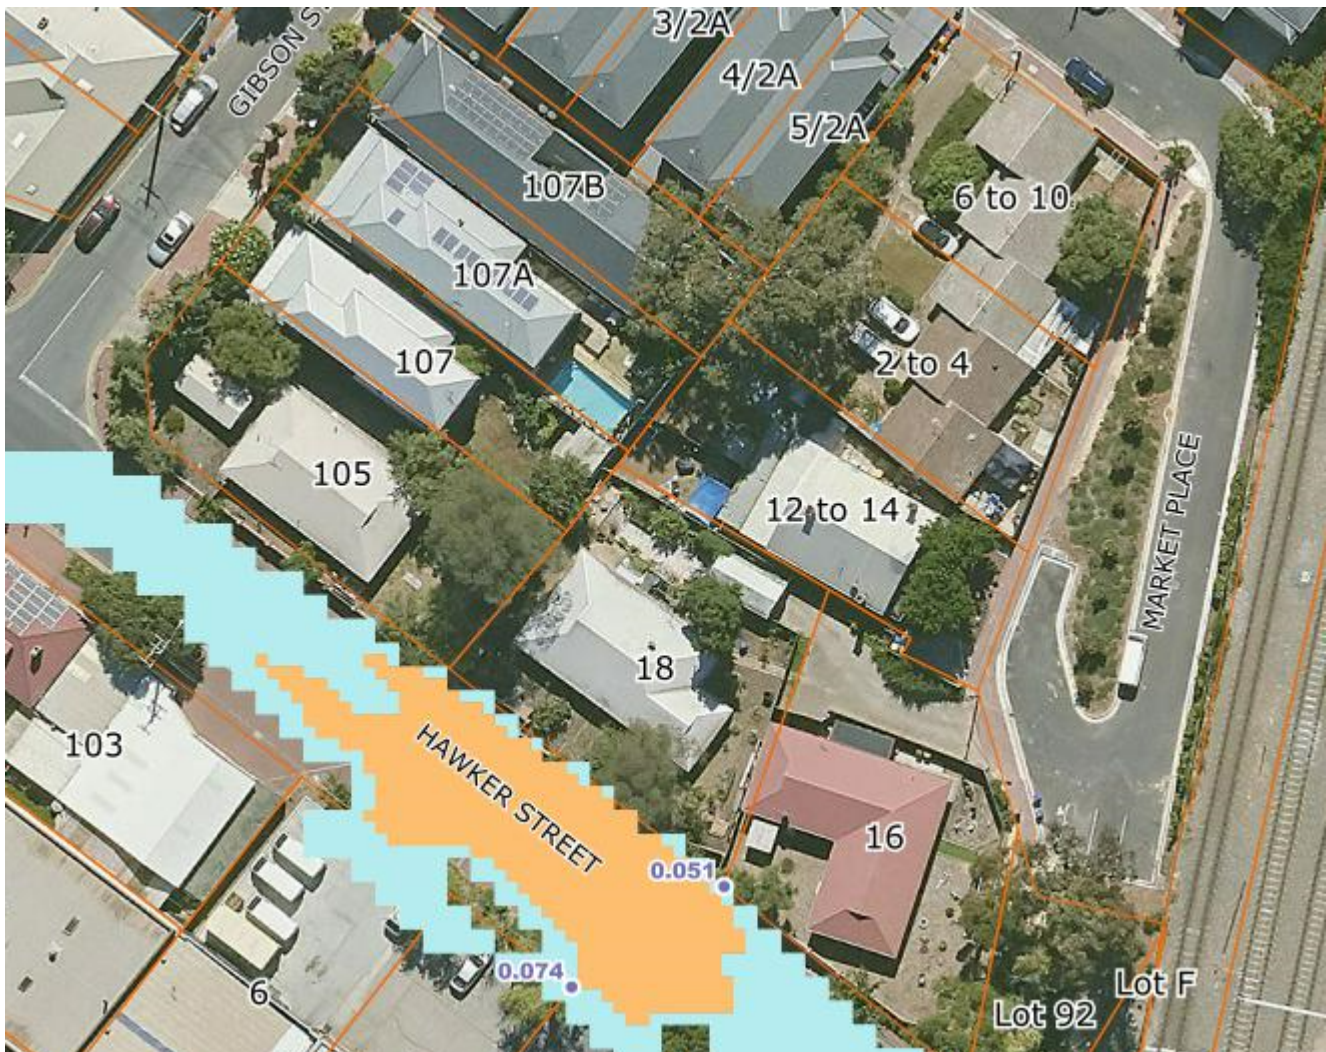 GIBSON ST
3/2A
4/2A
5/2A
107B
6 to 10
107A
107
2 to 4
105
12 to 14
MARKET PLACE
18
103
HAWKER STREET
16
0.051
0.074
6
Lot F
Lot 92